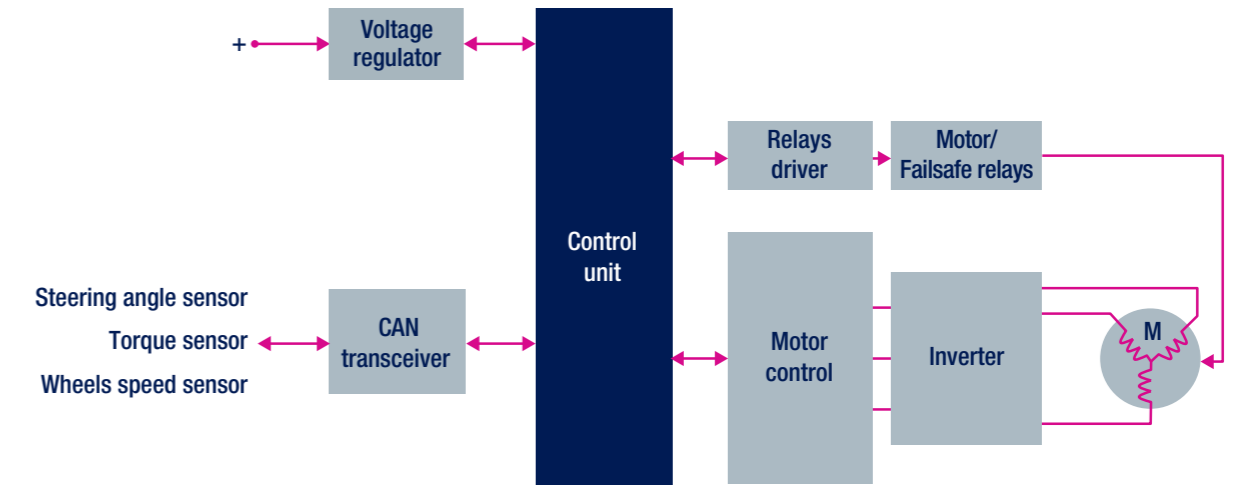 +
Voltage
regulator
Relays
driver
Motor/
Failsafe relays
Control
unit
Steering angle sensor
Torque sensor
Wheels speed sensor
CAN
transceiver
Motor
control
Inverter
M